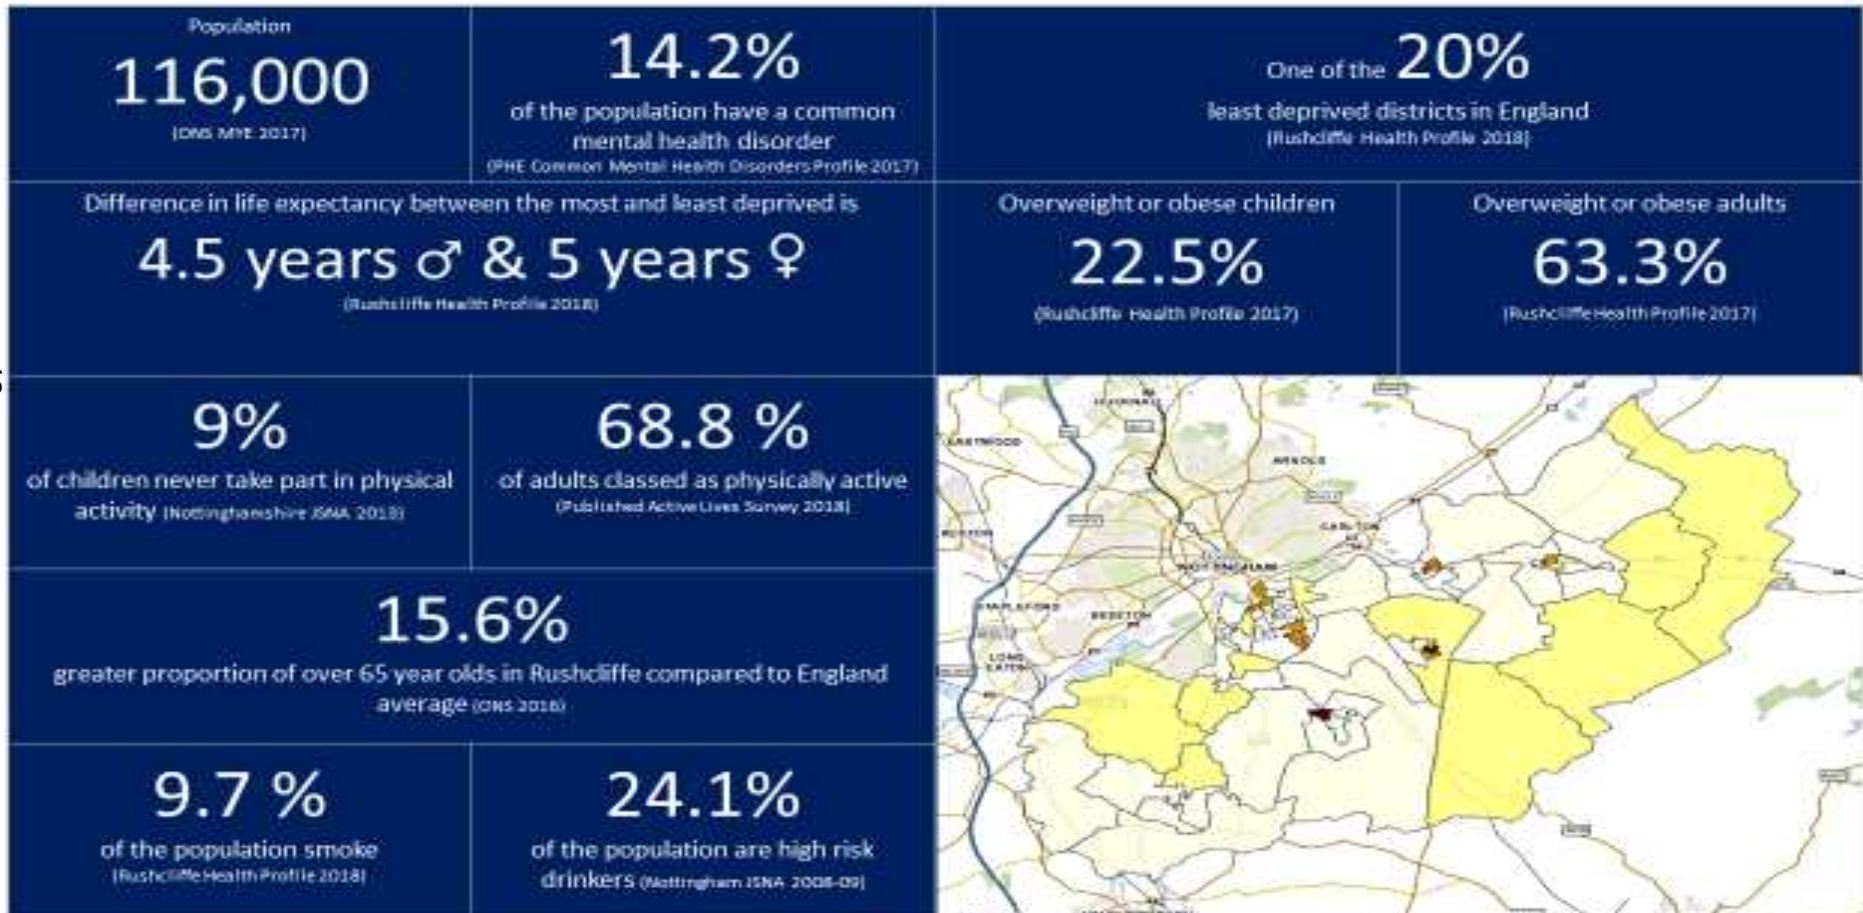 Population
116,000
(ONS MYE 2017)
14.2%
of the population have a common
mental health disorder
(PHE Common Mental Health Disorders Profile 2017)
One of the 20%
least deprived districts in England
(Rushcliffe Health Profile 2018)
Difference in life expectancy between the most and least deprived is
4.5 years ♂ & 5 years ♀
(Rushcliffe Health Profile 2018)
Overweight or obese children
22.5%
(Rushcliffe Health Profile 2017)
Overweight or obese adults
63.3%
(Rushcliffe Health Profile 2017)
9%
of children never take part in physical
activity (Nottinghamshire JSNA 2013)
68.8 %
of adults classed as physically active
(Published Active Lives Survey 2018)
15.6%
greater proportion of over 65 year olds in Rushcliffe compared to England
average (ONS 2016)
9.7 %
of the population smoke
(Rushcliffe Health Profile 2018)
24.1%
of the population are high risk
drinkers (Nottingham JSNA 2008-09)
EASTWOOD
ARNOLD
CARLTON
NOTTINGHAM
STAPLEFORD
BEESTON
LONG
EATON